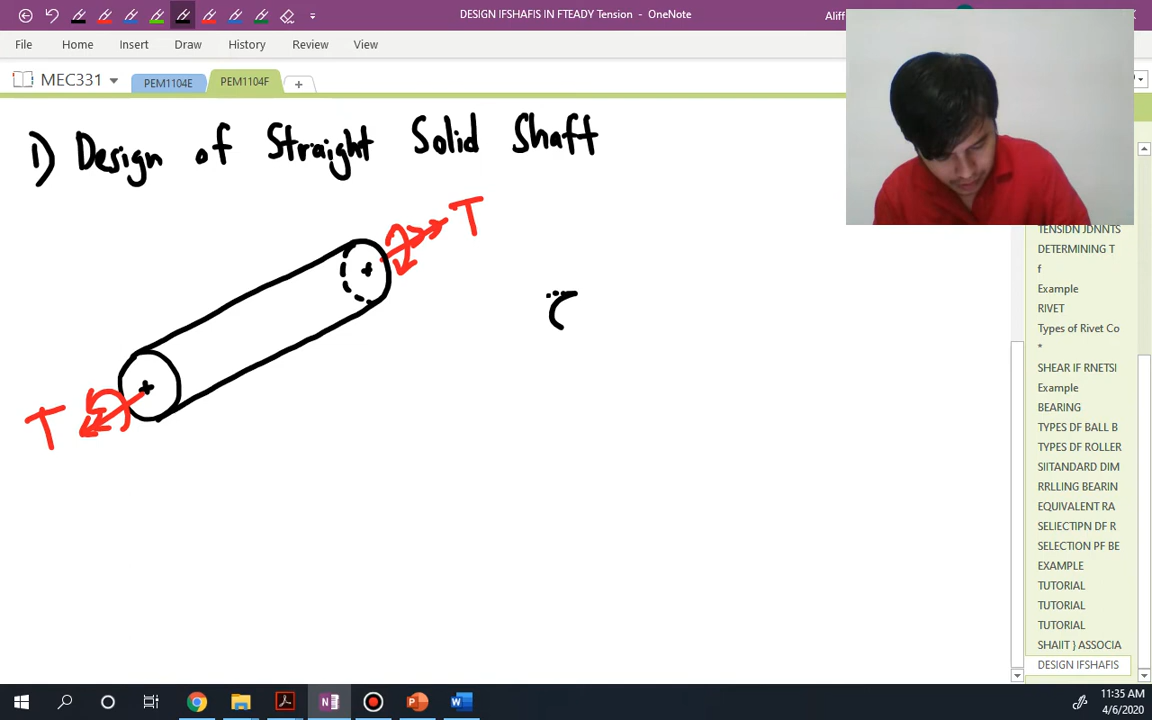 DESIGN IFSHAFIS IN FTEADY Tension - OneNote
Aliff
File Home Insert Draw History Review View
MEC331 PEM1104E PEM1104F
1) Design of Straight Solid Shaft
T
T
TENSIDN JDNNTS
DETERMINING T
f
Example
RIVET
Types of Rivet Co
*
SHEAR IF RNETSI
Example
BEARING
TYPES DF BALL B
TYPES DF ROLLER
SIITANDARD DIM
RRLLING BEARIN
EQUIVALENT RA
SELIECTIPN DF R
SELECTION PF BE
EXAMPLE
TUTORIAL
TUTORIAL
TUTORIAL
SHAIIT } ASSOCIA
DESIGN IFSHAFIS
11:35 AM
4/6/2020